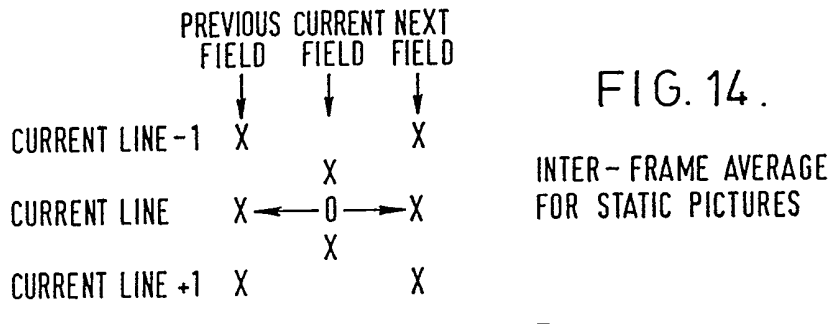 PREVIOUS CURRENT NEXT
FIELD FIELD FIELD
FIG. 14.
CURRENT LINE -1 X X
X
INTER-FRAME AVERAGE
FOR STATIC PICTURES
CURRENT LINE X O X
X
CURRENT LINE +1 X X